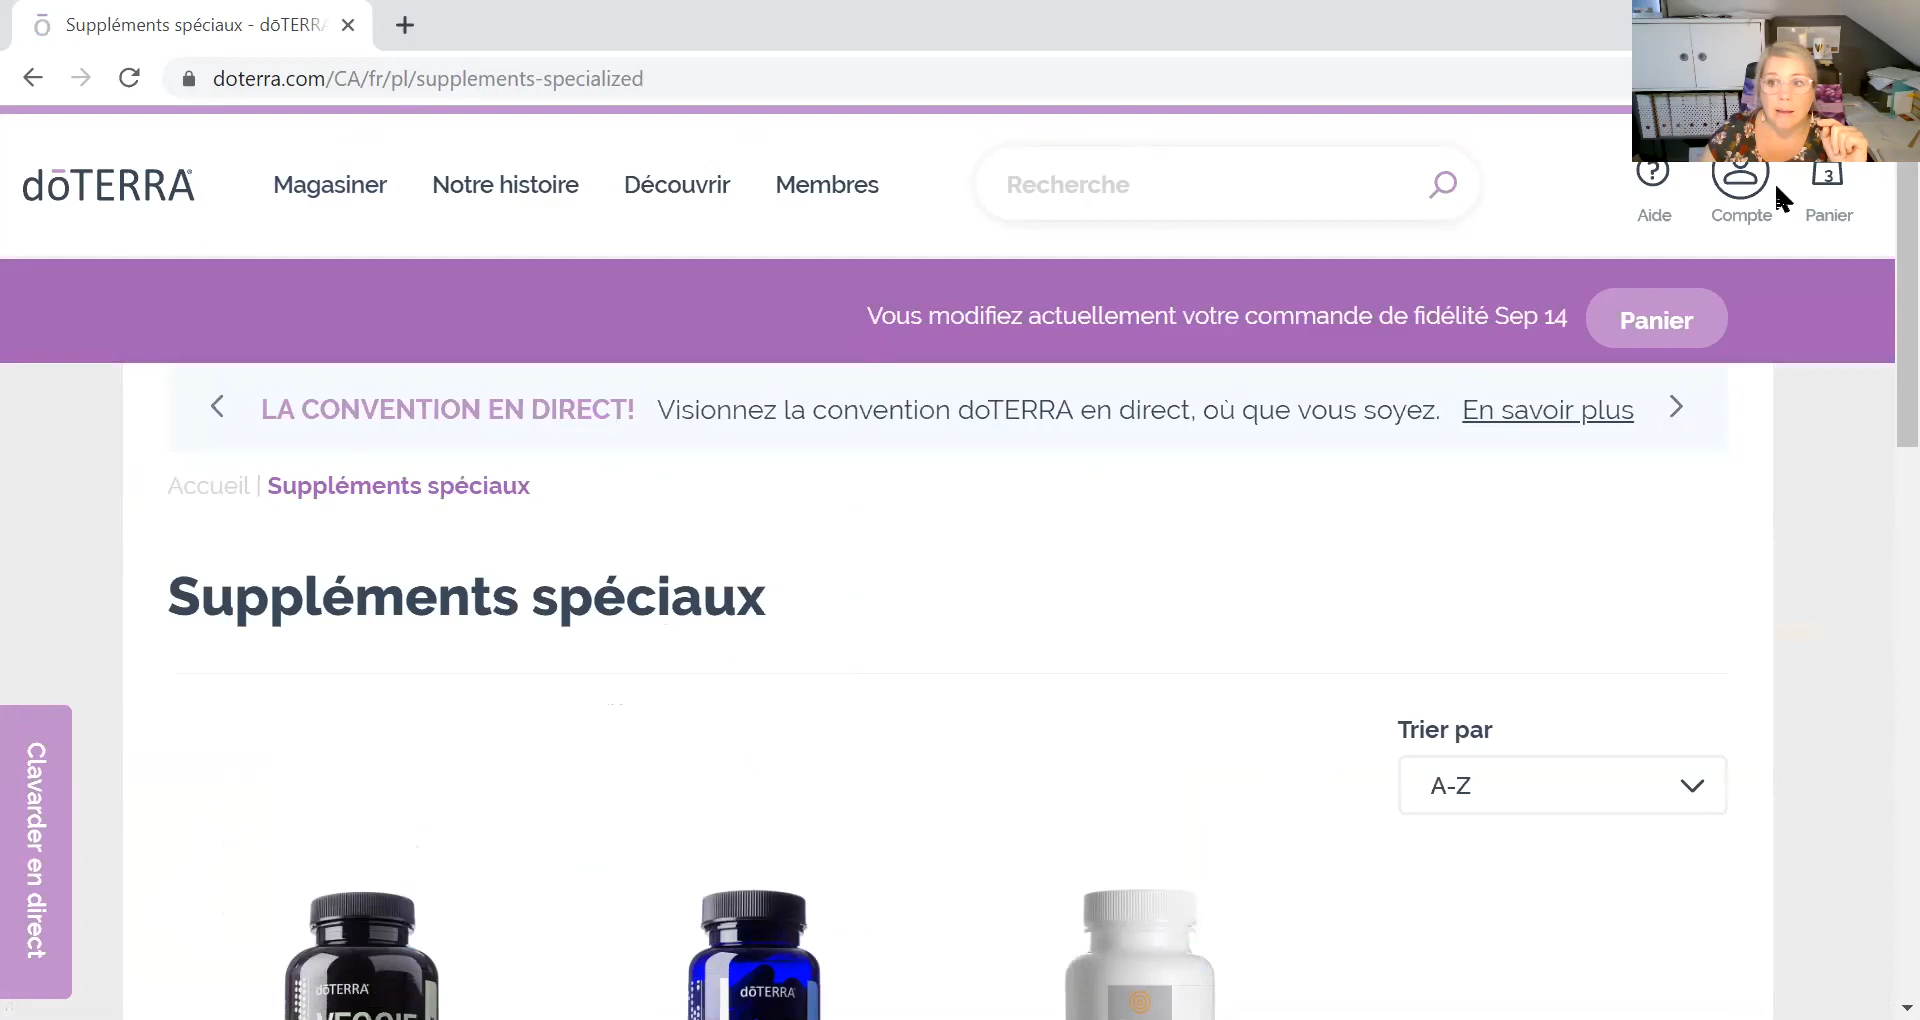 Suppléments spéciaux - dōTERRA
doterra.com/CA/fr/pl/supplements-specialized
dōTERRA
Magasiner
Notre histoire
Découvrir
Membres
Recherche
Aide
Compte
3
Panier
Vous modifiez actuellement votre commande de fidélité Sep 14
Panier
LA CONVENTION EN DIRECT! Visionnez la convention doTERRA en direct, où que vous soyez. En savoir plus
Accueil | Suppléments spéciaux
Suppléments spéciaux
Trier par
A-Z
Clavarder en direct
dōTERRA
VEGGIE
dōTERRA